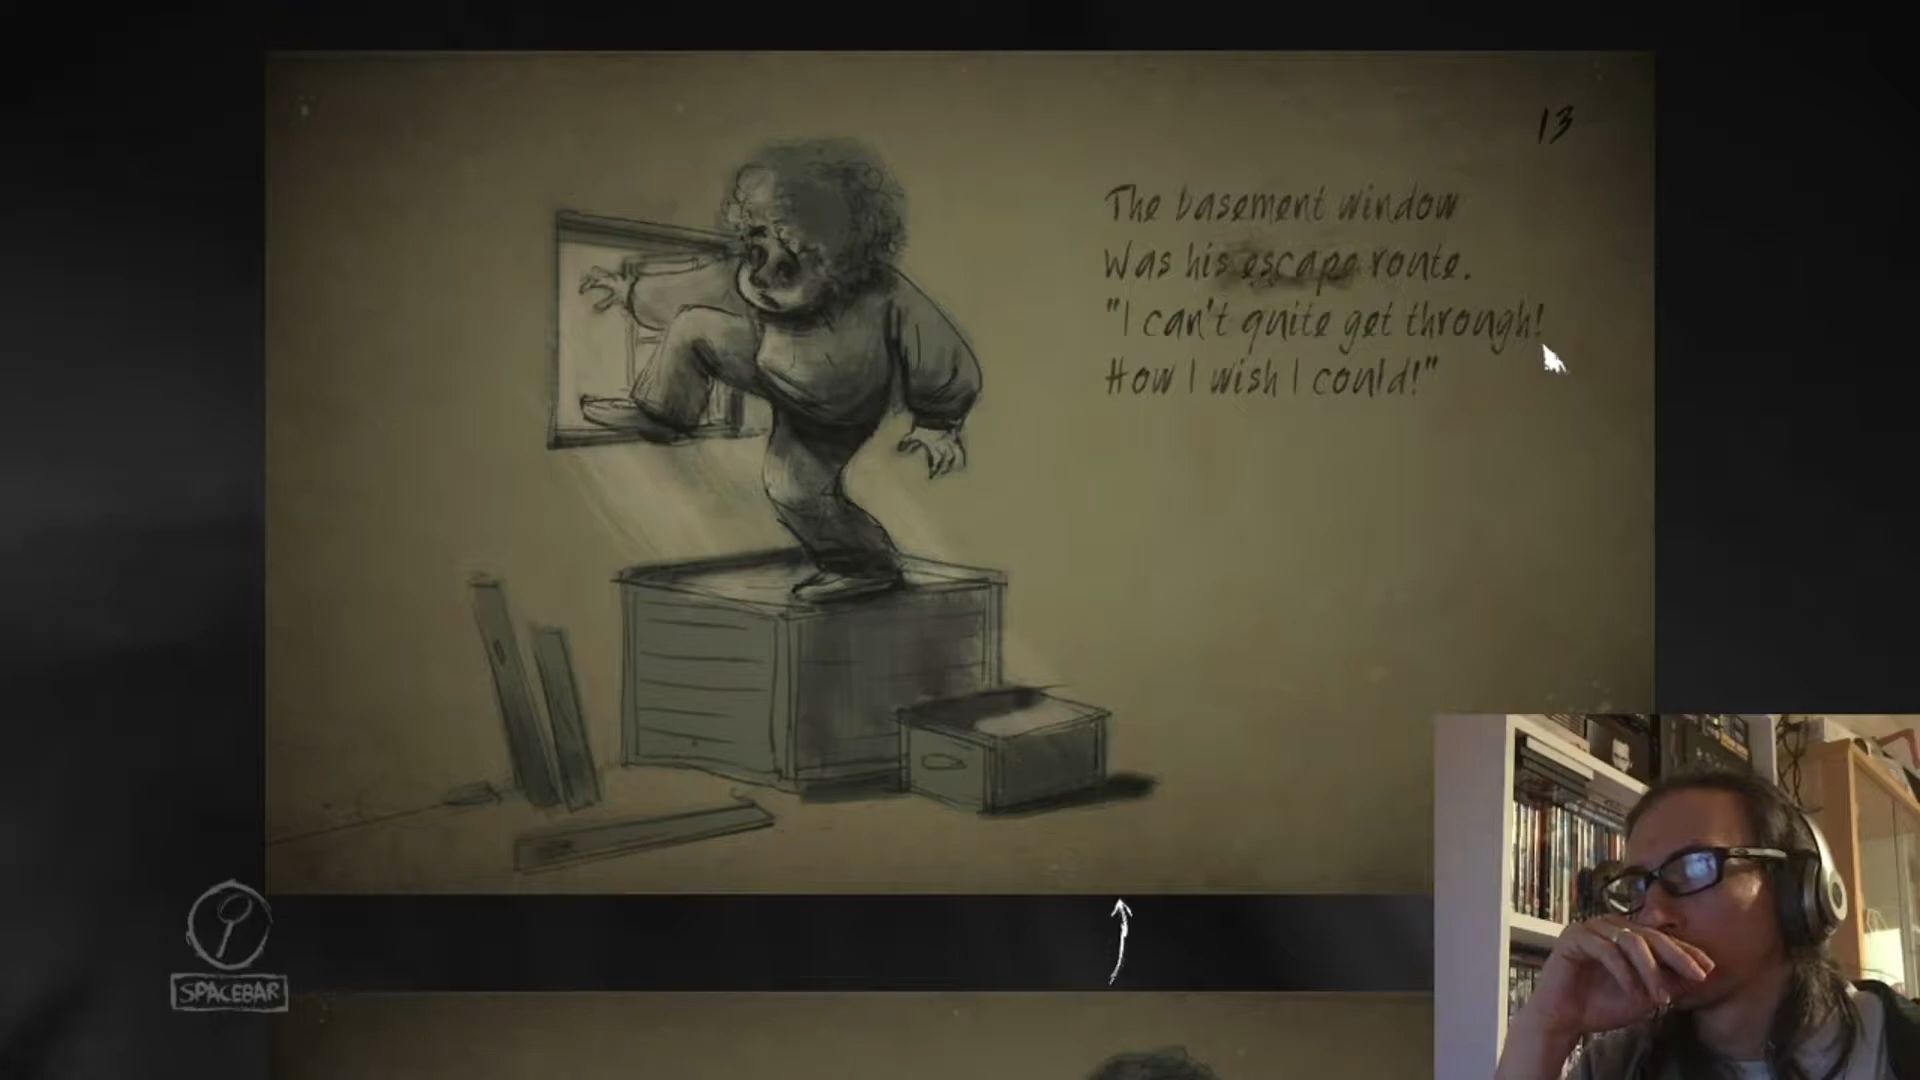 13
The basement window
Was his escape route.
"I can't quite get through!
How I wish I could!"
SPACEBAR